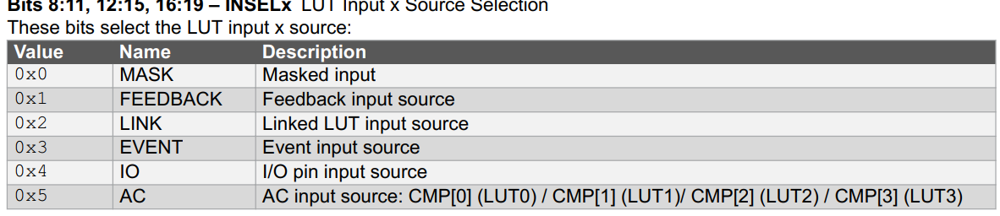 Bits 8:11, 12:15, 16:19 – INSELx LUT Input x Source Selection
These bits select the LUT input x source:
Value Name Description
0x0 MASK Masked input
0x1 FEEDBACK Feedback input source
0x2 LINK Linked LUT input source
0x3 EVENT Event input source
0x4 IO I/O pin input source
0x5 AC AC input source: CMP[0] (LUT0) / CMP[1] (LUT1)/ CMP[2] (LUT2) / CMP[3] (LUT3)